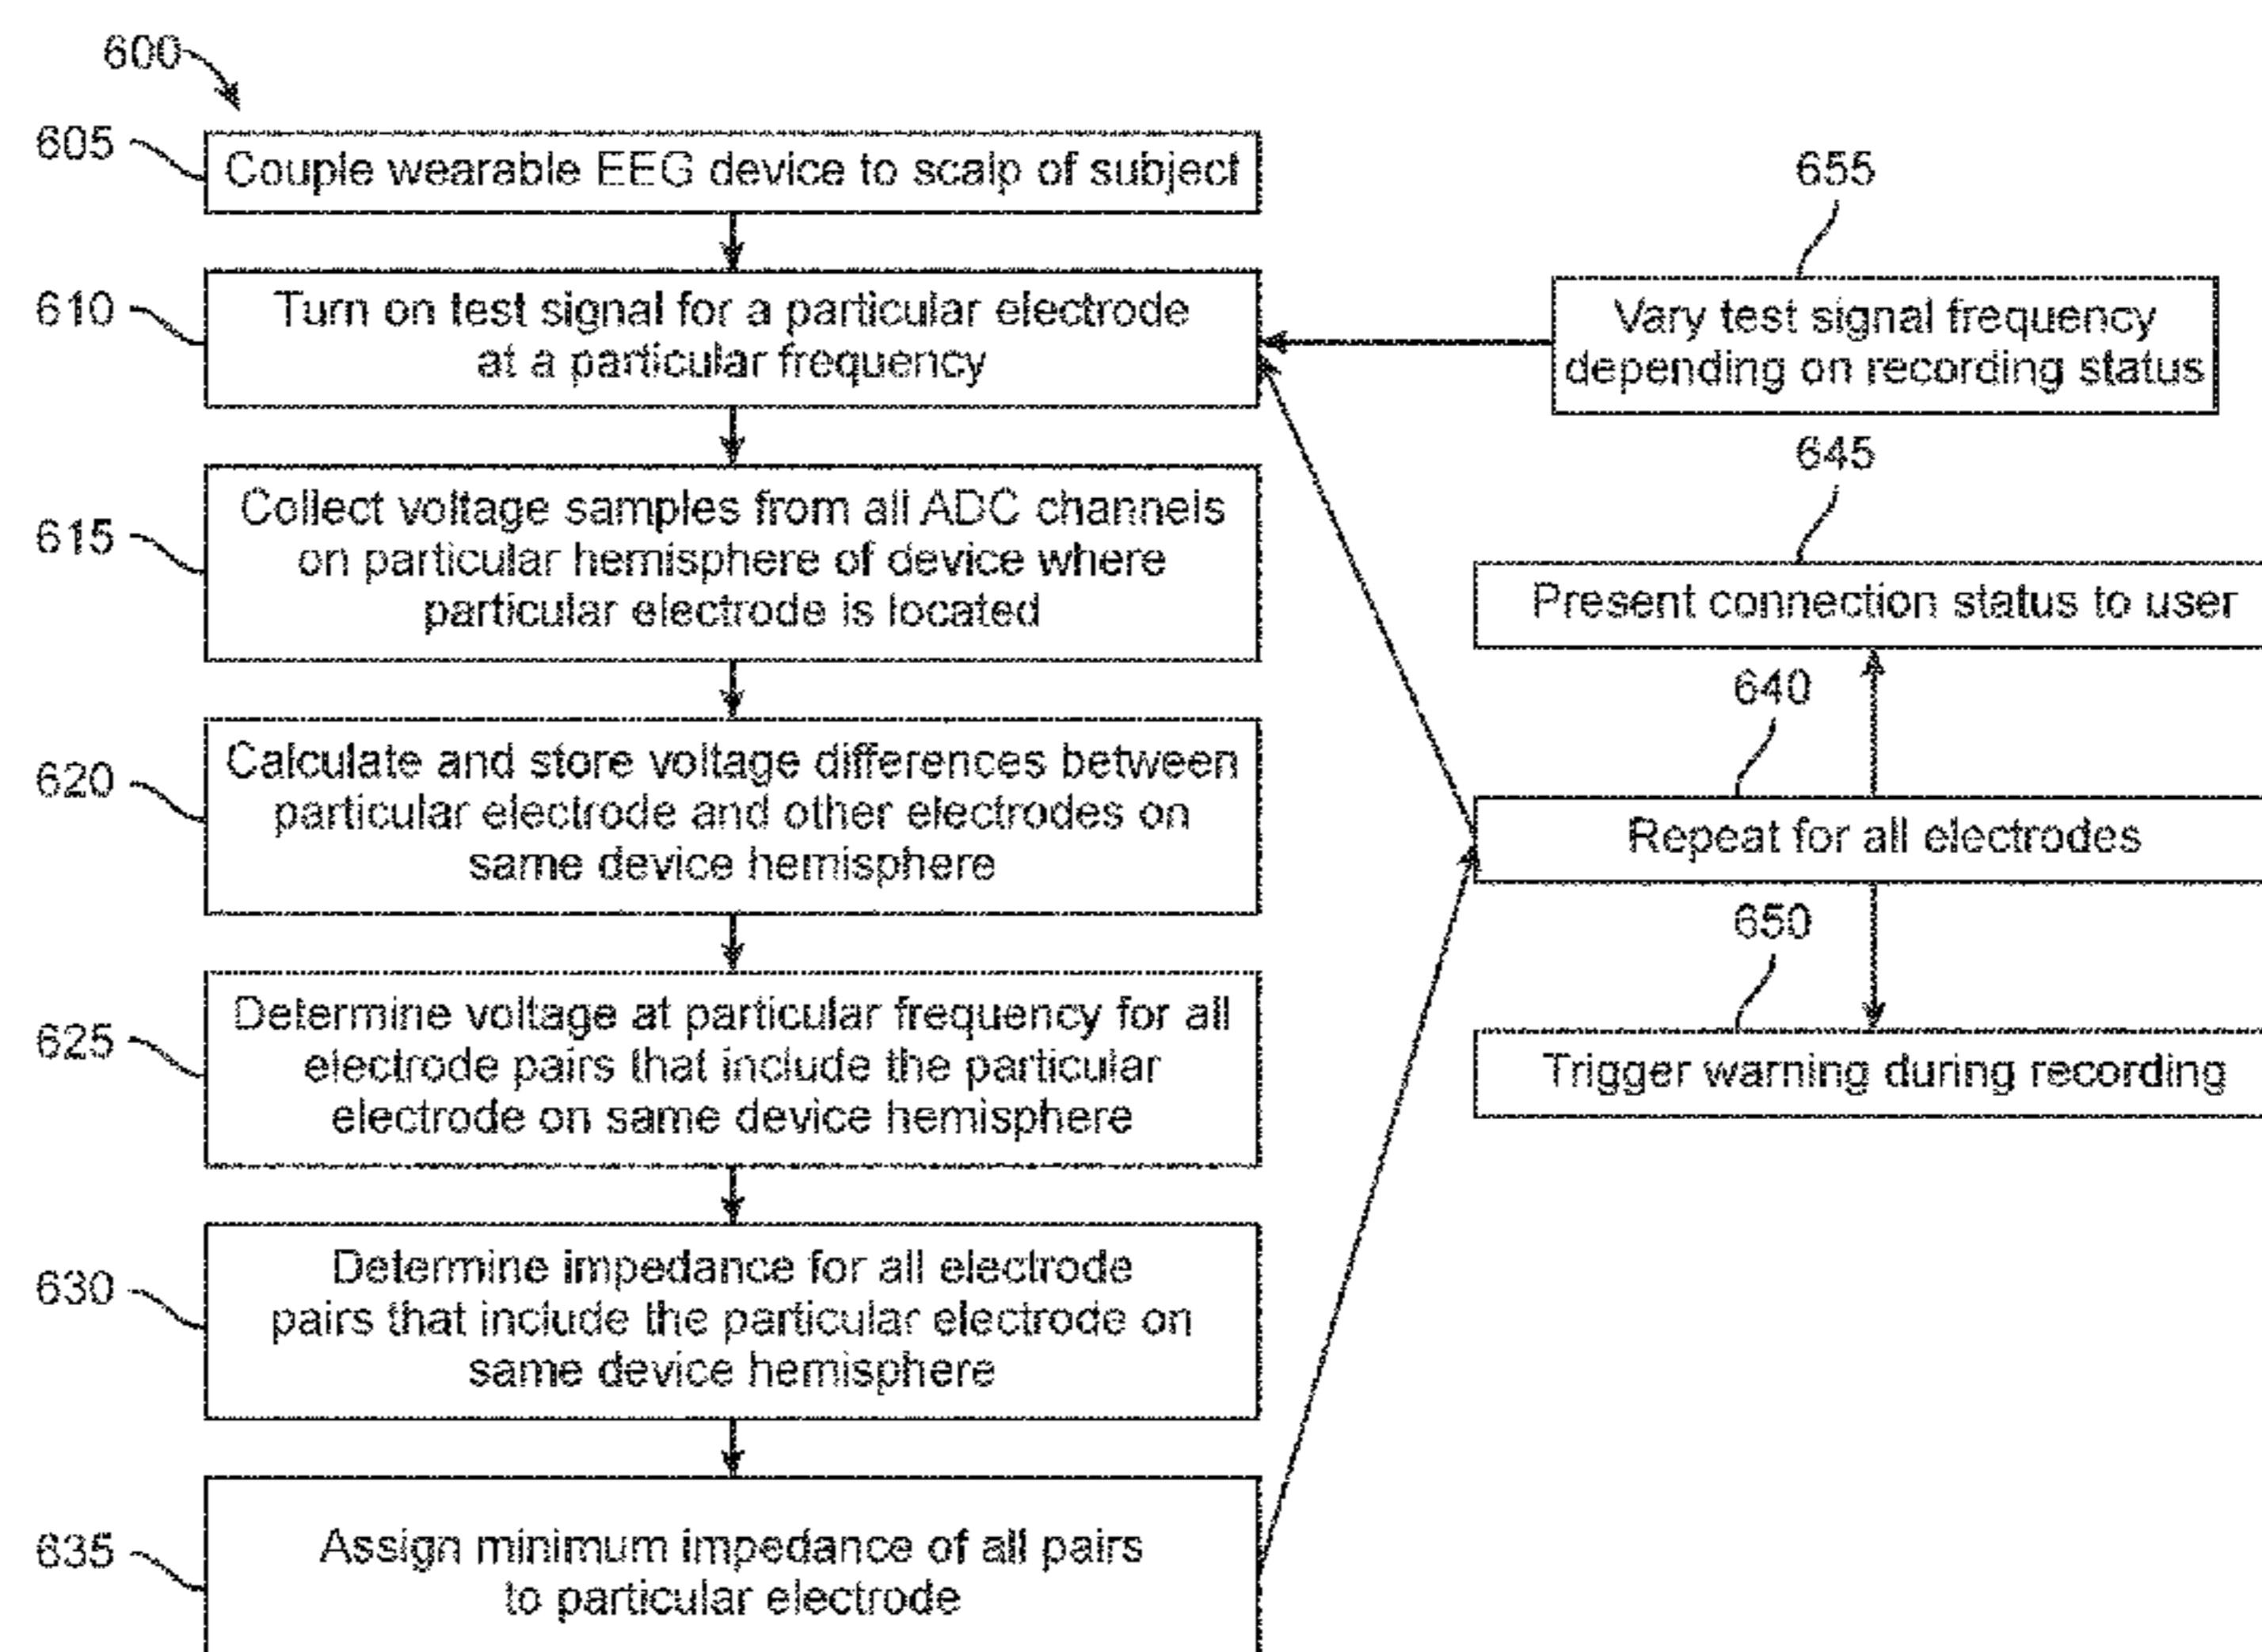 600
605
Couple wearable EEG device to scalp of subject
610
Turn on test signal for a particular electrode
at a particular frequency
615
Collect voltage samples from all ADC channels
on particular hemisphere of device where
particular electrode is located
620
Calculate and store voltage differences between
particular electrode and other electrodes on
same device hemisphere
625
Determine voltage at particular frequency for all
electrode pairs that include the particular
electrode on same device hemisphere
630
Determine impedance for all electrode
pairs that include the particular electrode on
same device hemisphere
635
Assign minimum impedance of all pairs
to particular electrode
655
Vary test signal frequency
depending on recording status
645
Present connection status to user
640
Repeat for all electrodes
650
Trigger warning during recording